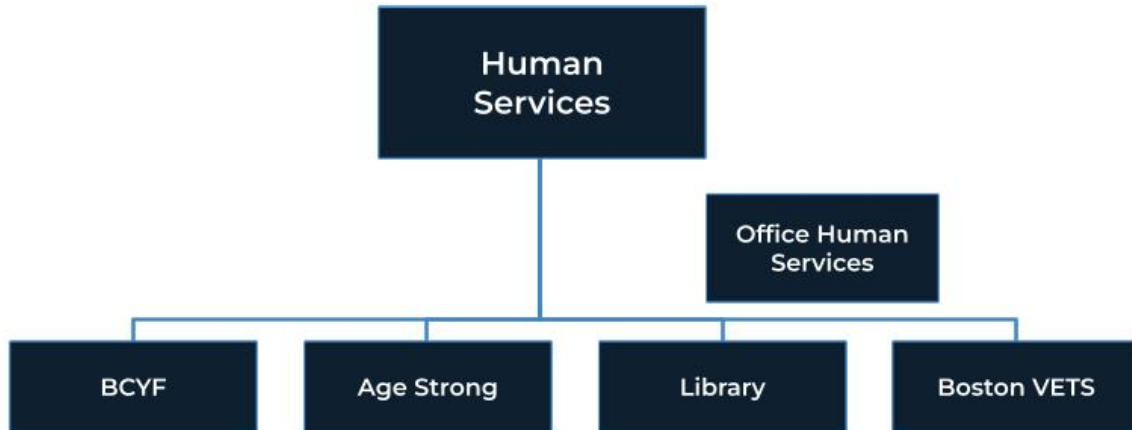 Human
Services
Office Human
Services
BCYF
Age Strong
Library
Boston VETS